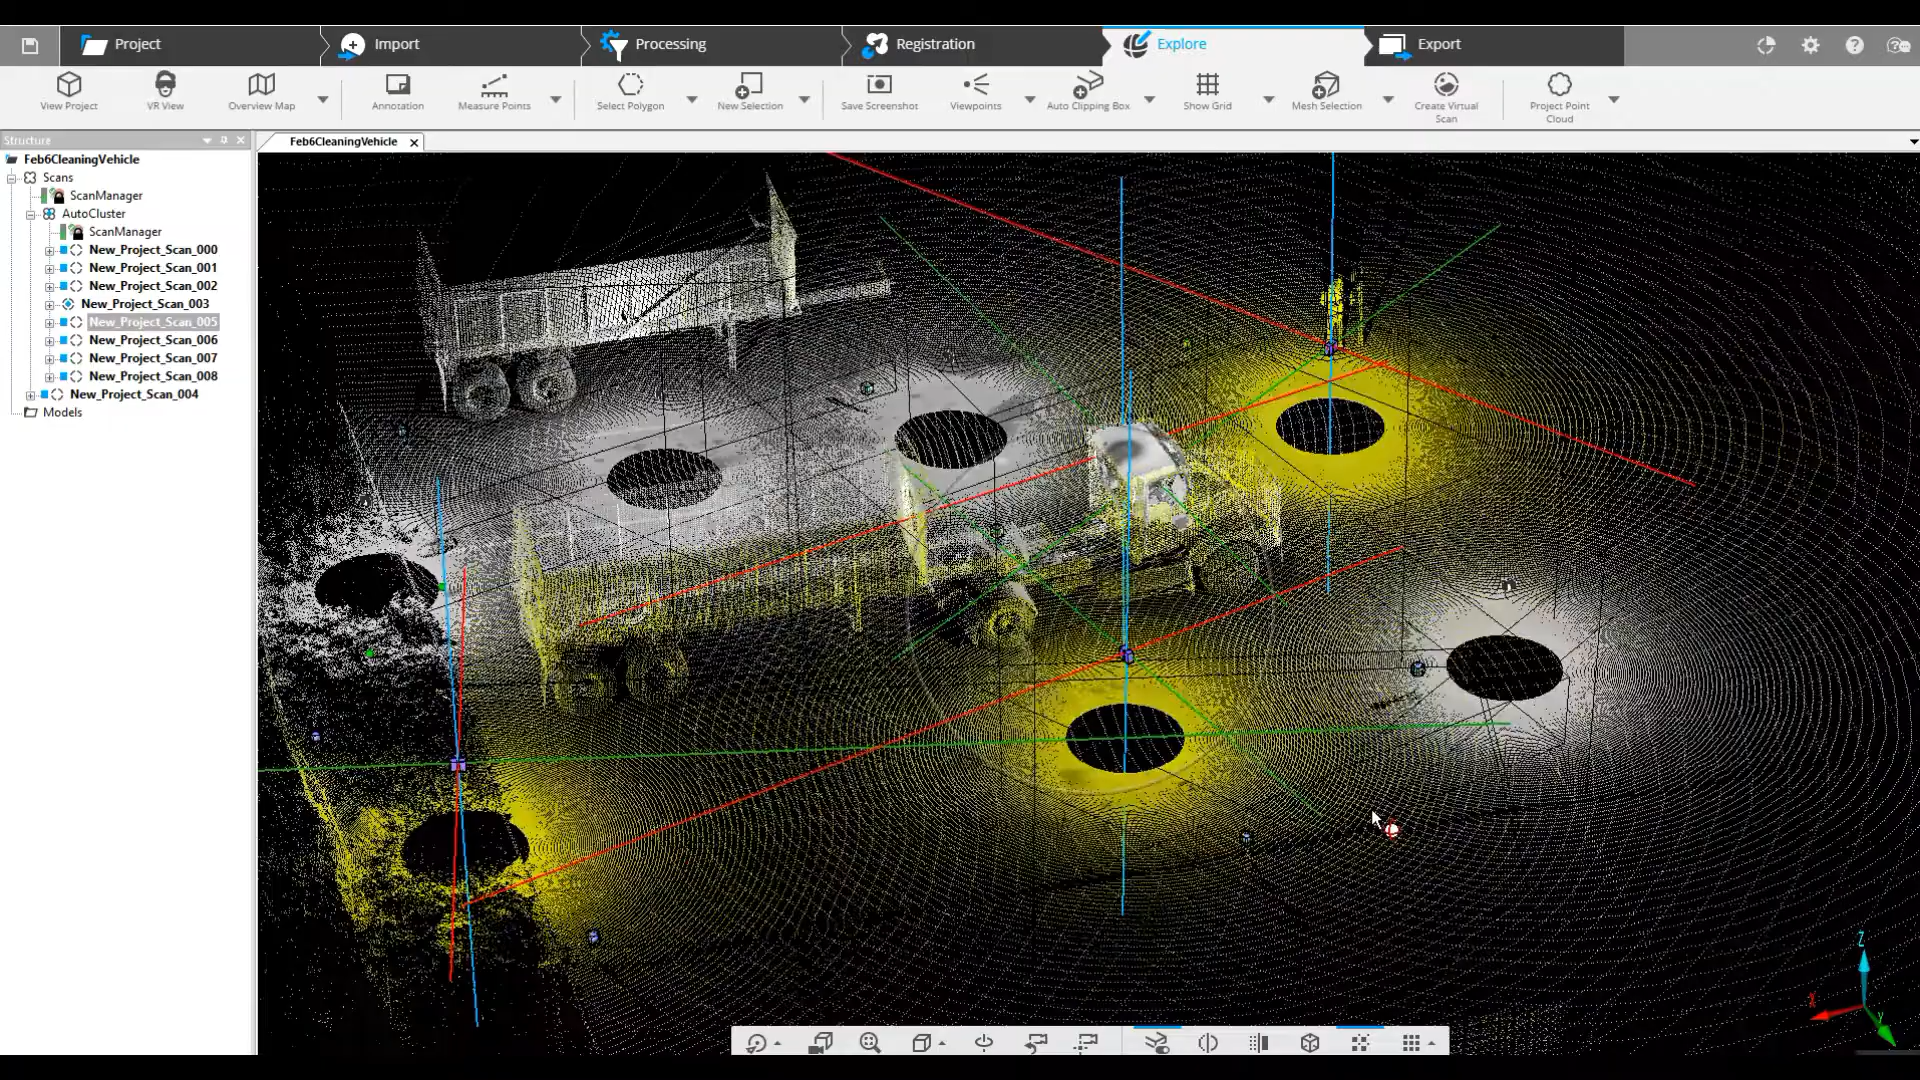 Project
Import
Processing
Registration
Explore
Export
View Project
VR View
Overview Map
Annotation
Measure Points
Select Polygon
New Selection
Save Screenshot
Viewpoints
Auto Clipping Box
Show Grid
Mesh Selection
Create Virtual
Scan
Project Point
Cloud
Structure
Feb6CleaningVehicle
Feb6CleaningVehicle
Scans
ScanManager
AutoCluster
ScanManager
New_Project_Scan_000
New_Project_Scan_001
New_Project_Scan_002
New_Project_Scan_003
New_Project_Scan_005
New_Project_Scan_006
New_Project_Scan_007
New_Project_Scan_008
New_Project_Scan_004
Models
Z
X
Y